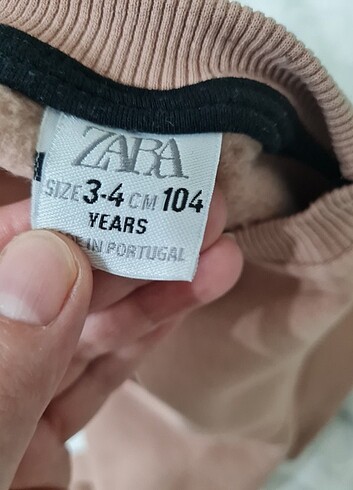 ZARA
SIZE 3-4 CM 104
YEARS
IN PORTUGAL